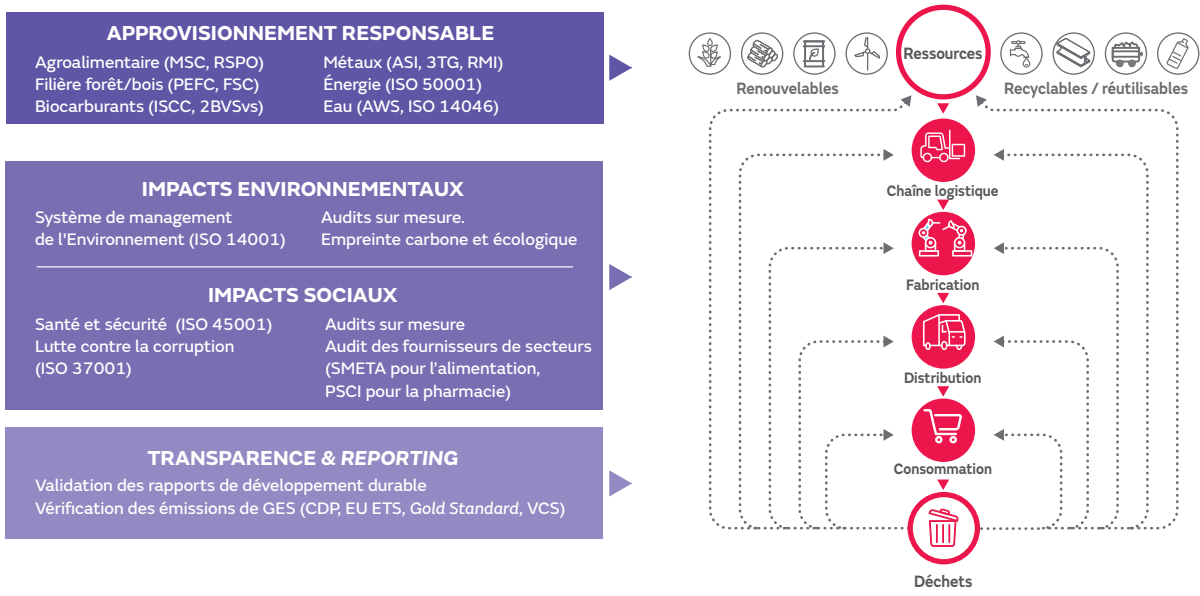 APPROVISIONNEMENT RESPONSABLE
Agroalimentaire (MSC, RSPO)
Filière forêt/bois (PEFC, FSC)
Biocarburants (ISCC, 2BVSvs)
Métaux (ASI, 3TG, RMI)
Énergie (ISO 50001)
Eau (AWS, ISO 14046)
IMPACTS ENVIRONNEMENTAUX
Système de management
de l'Environnement (ISO 14001)
Audits sur mesure.
Empreinte carbone et écologique
IMPACTS SOCIAUX
Santé et sécurité (ISO 45001)
Lutte contre la corruption
(ISO 37001)
Audits sur mesure
Audit des fournisseurs de secteurs
(SMETA pour l'alimentation,
PSCI pour la pharmacie)
TRANSPARENCE & REPORTING
Validation des rapports de développement durable
Vérification des émissions de GES (CDP, EU ETS, Gold Standard, VCS)
Ressources
Renouvelables
Recyclables / réutilisables
Chaîne logistique
Fabrication
Distribution
Consommation
Déchets